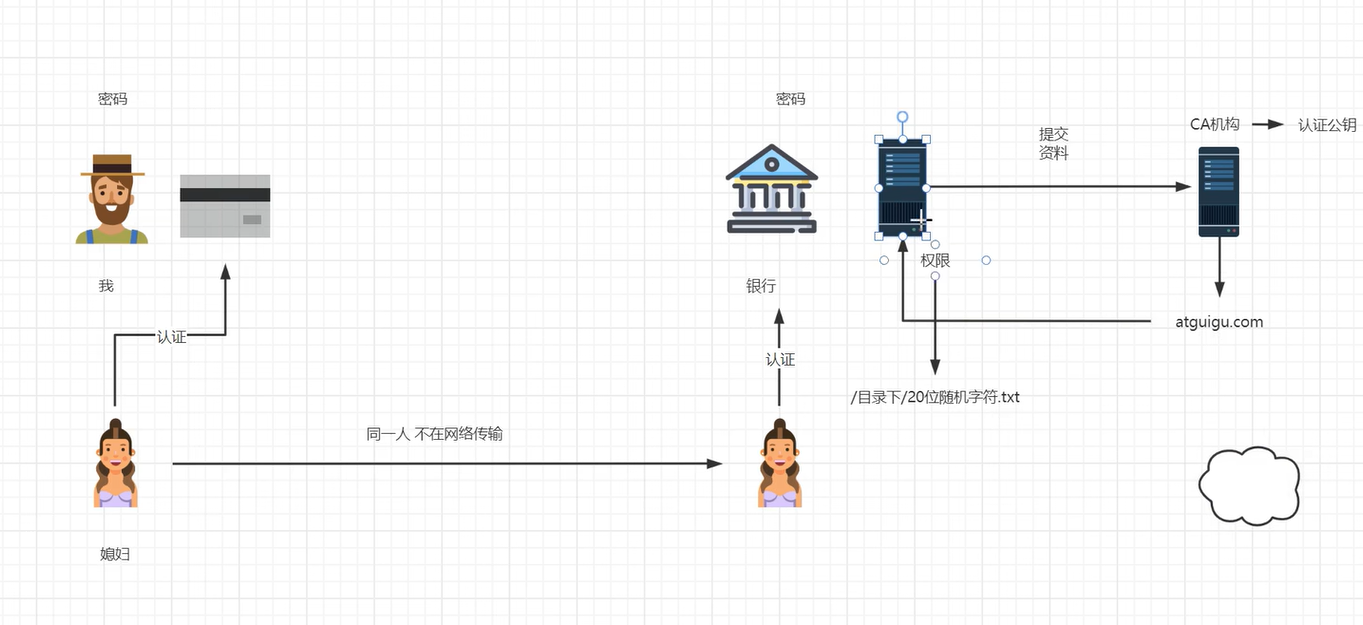 密码
密码
提交
资料
CA机构
认证公钥
我
银行
权限
认证
认证
atguigu.com
/目录下/20位随机字符.txt
同一人 不在网络传输
媳妇